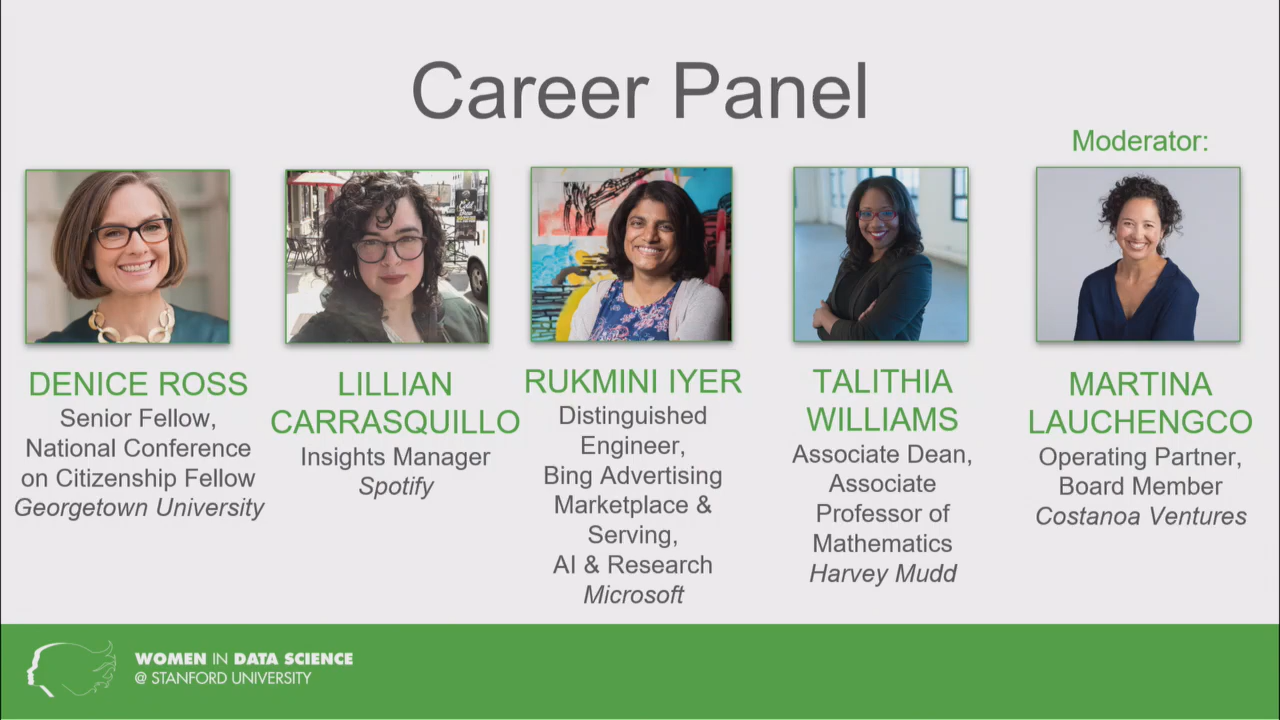 Career Panel
Moderator:
DENICE ROSS
Senior Fellow,
National Conference
on Citizenship Fellow
Georgetown University
LILLIAN
CARRASQUILLO
Insights Manager
Spotify
RUKMINI IYER
Distinguished
Engineer,
Bing Advertising
Marketplace &
Serving,
AI & Research
Microsoft
TALITHIA
WILLIAMS
Associate Dean,
Associate
Professor of
Mathematics
Harvey Mudd
MARTINA
LAUCHENGCO
Operating Partner,
Board Member
Costanoa Ventures
WOMEN IN DATA SCIENCE
@ STANFORD UNIVERSITY